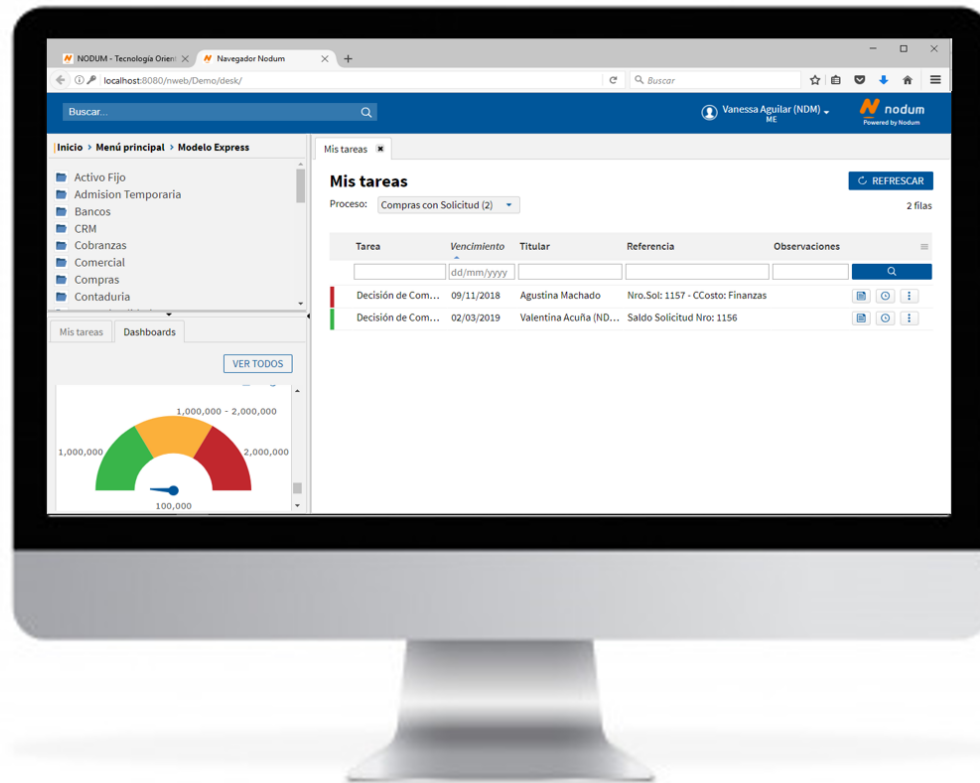 NODUM - Tecnología Orien
Navegador Nodum
localhost:8080/nweb/Demo/desk/
Buscar
Buscar...
Vanessa Aguilar (NDM)
ME
nodum
Powered by Nodum
Inicio > Menú principal > Modelo Express
Activo Fijo
Admision Temporaria
Bancos
CRM
Cobranzas
Comercial
Compras
Contaduria
Mis tareas
Dashboards
VER TODOS
1,000,000 - 2,000,000
1,000,000
2,000,000
100,000
Mis tareas
Mis tareas
REFRESCAR
Proceso: Compras con Solicitud (2)
2 filas
Tarea Vencimiento Titular Referencia Observaciones
dd/mm/yyyy
Decisión de Com... 09/11/2018 Agustina Machado Nro.Sol: 1157 - CCosto: Finanzas
Decisión de Com... 02/03/2019 Valentina Acuña (ND... Saldo Solicitud Nro: 1156